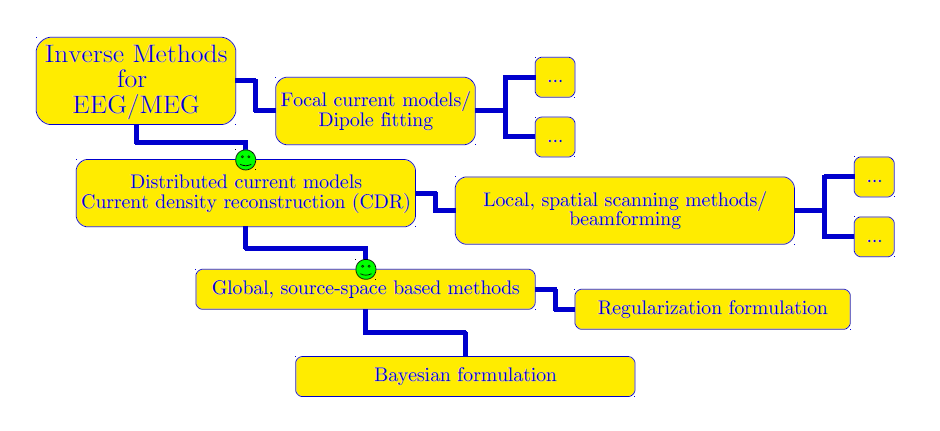 Inverse Methods
for
EEG/MEG
Focal current models/
Dipole fitting
...
...
Distributed current models
Current density reconstruction (CDR)
Local, spatial scanning methods/
beamforming
...
...
Global, source-space based methods
Regularization formulation
Bayesian formulation